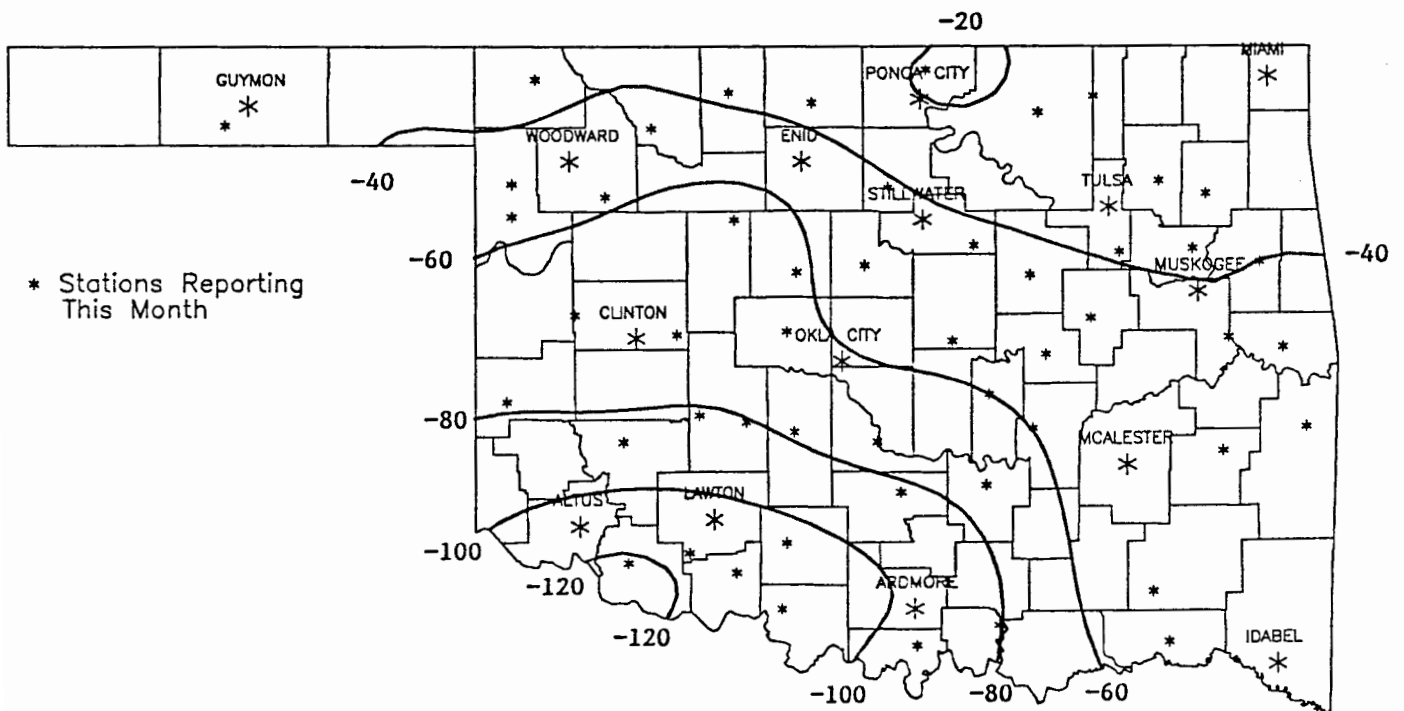 -20
MIAMI
GUYMON
PONCA CITY
WOODWARD
ENID
-40
TULSA
STILLWATER
-60
-40
MUSKOGEE
* Stations Reporting
This Month
CLINTON
OKLA CITY
-80
MCALESTER
ALTUS
LAWTON
-100
-120
ARDMORE
-120
IDABEL
-100
-80
-60